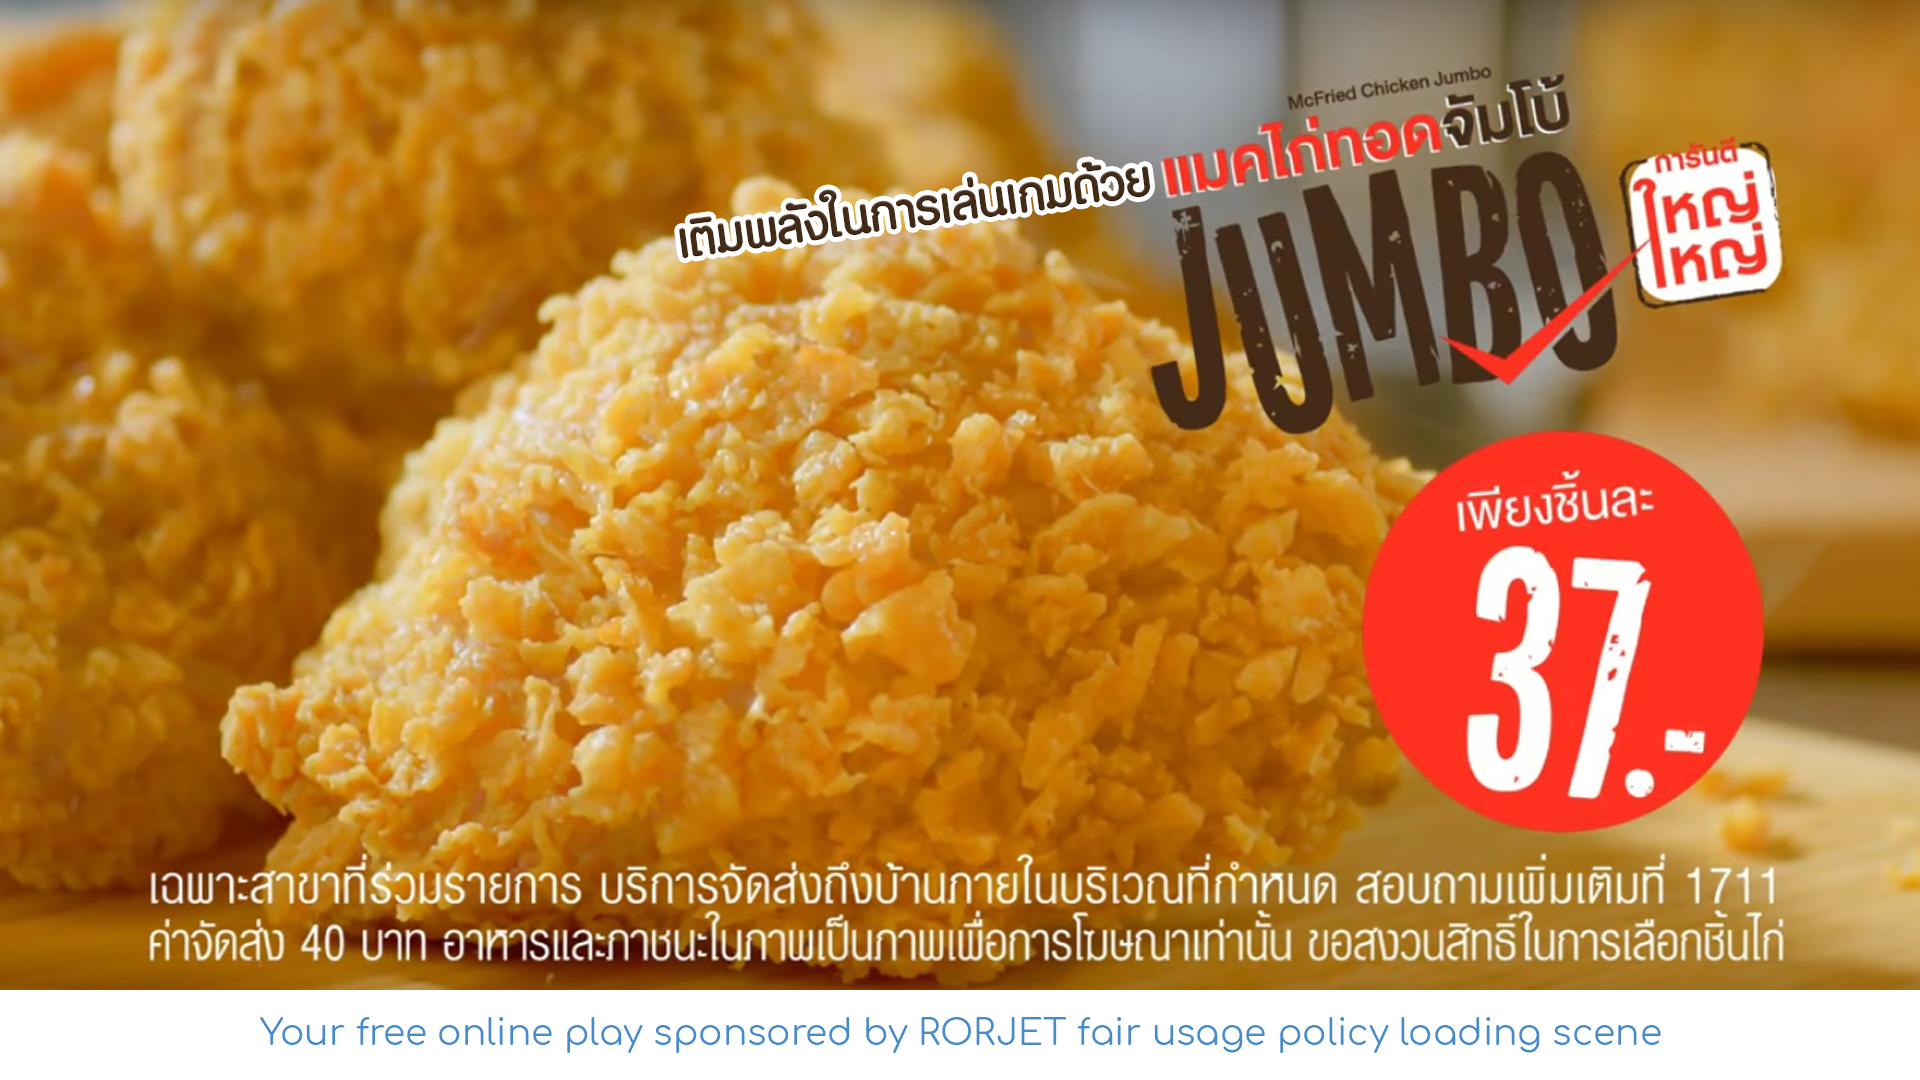 McFried Chicken Jumbo
เติมพลังในการเล่นเกมด้วย แมคไก่ทอดจัมโบ้
JUMBO
การันตี
ใหญ่
ใหญ่
เพียงชิ้นละ
37.-
เฉพาะสาขาที่ร่วมรายการ บริการจัดส่งถึงบ้านภายในบริเวณที่กำหนด สอบถามเพิ่มเติมที่ 1711
ค่าจัดส่ง 40 บาท อาหารและภาชนะในภาพเป็นภาพเพื่อการโฆษณาเท่านั้น ขอสงวนสิทธิ์ในการเลือกชิ้นไก่
Your free online play sponsored by RORJET fair usage policy loading scene